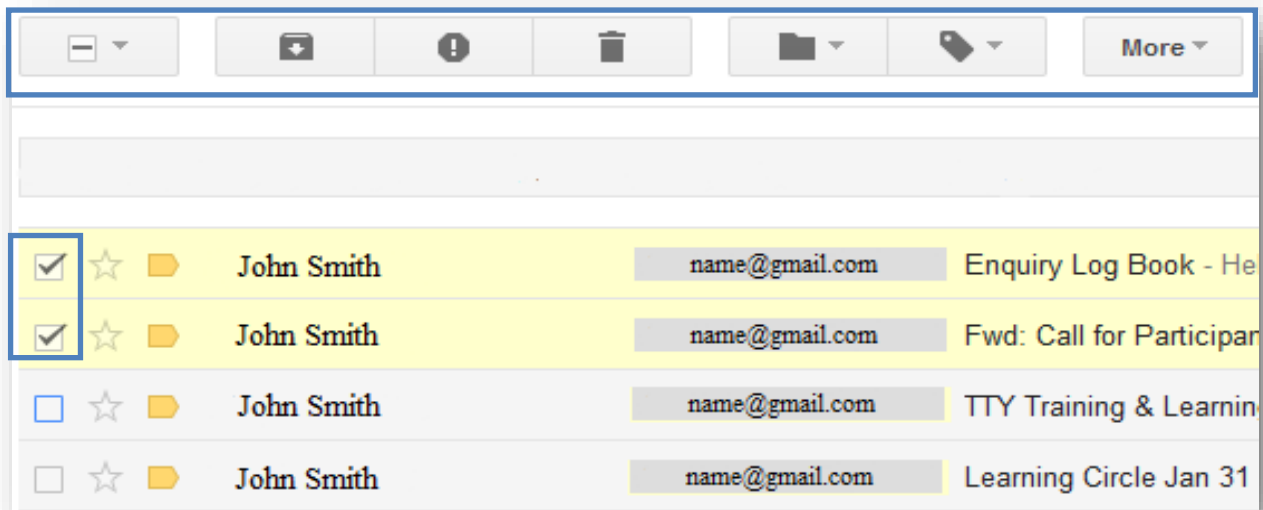 More
John Smith name@gmail.com Enquiry Log Book - He
John Smith name@gmail.com Fwd: Call for Participan
John Smith name@gmail.com TTY Training & Learnin
John Smith name@gmail.com Learning Circle Jan 31